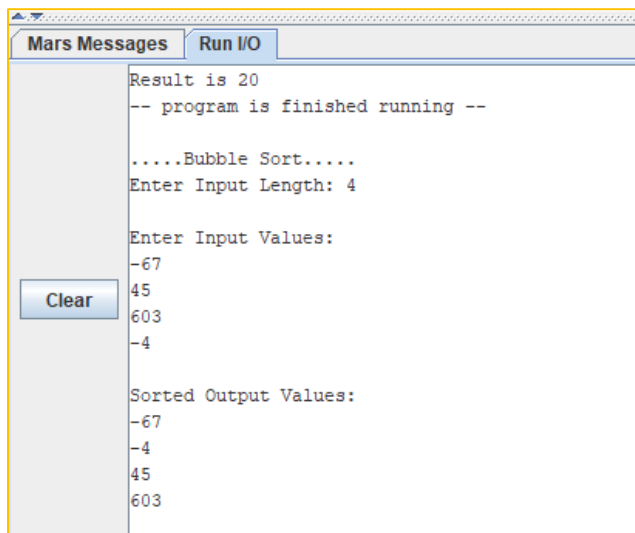 Mars Messages Run I/O
Result is 20
-- program is finished running --
.....Bubble Sort.....
Enter Input Length: 4
Enter Input Values:
-67
45
603
-4
Clear
Sorted Output Values:
-67
-4
45
603